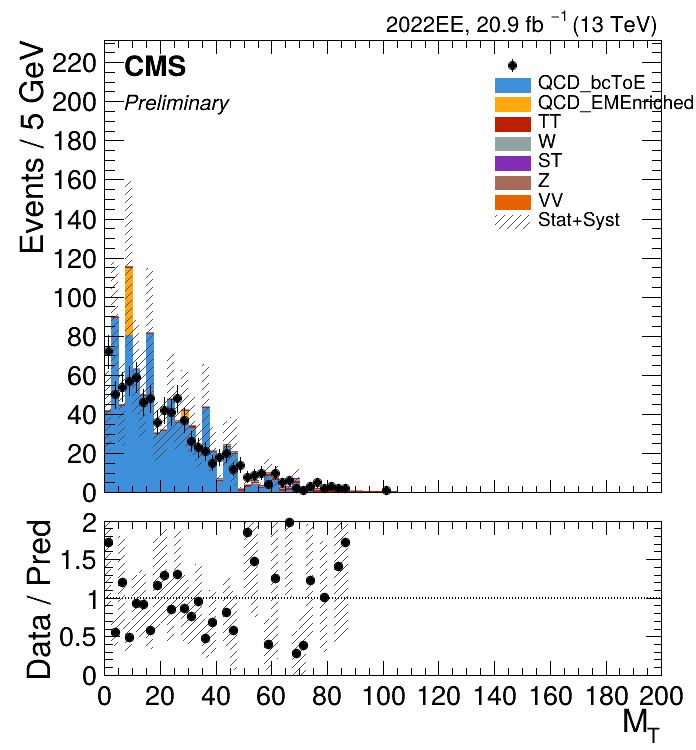 2022EE, 20.9 fb −1 (13 TeV)
CMS
Preliminary
QCD_bcToE
QCD_EMEnriched
TT
W
ST
Z
VV
Stat+Syst
Events / 5 GeV
220
200
180
160
140
120
100
80
60
40
20
0
Data / Pred
2
1.5
1
0.5
0
0 20 40 60 80 100 120 140 160 180 200
M_T